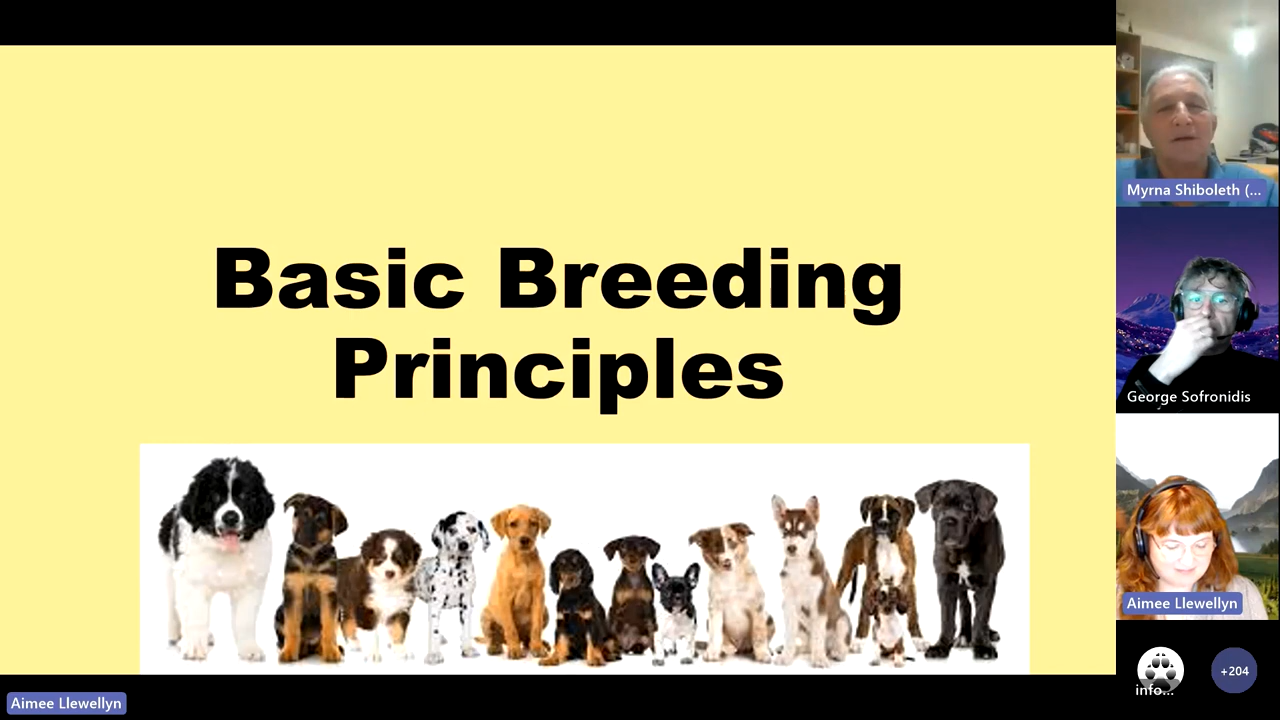 Basic Breeding
Principles
Myrna Shiboleth (...
George Sofronidis
Aimee Llewellyn
info...
+204
Aimee Llewellyn